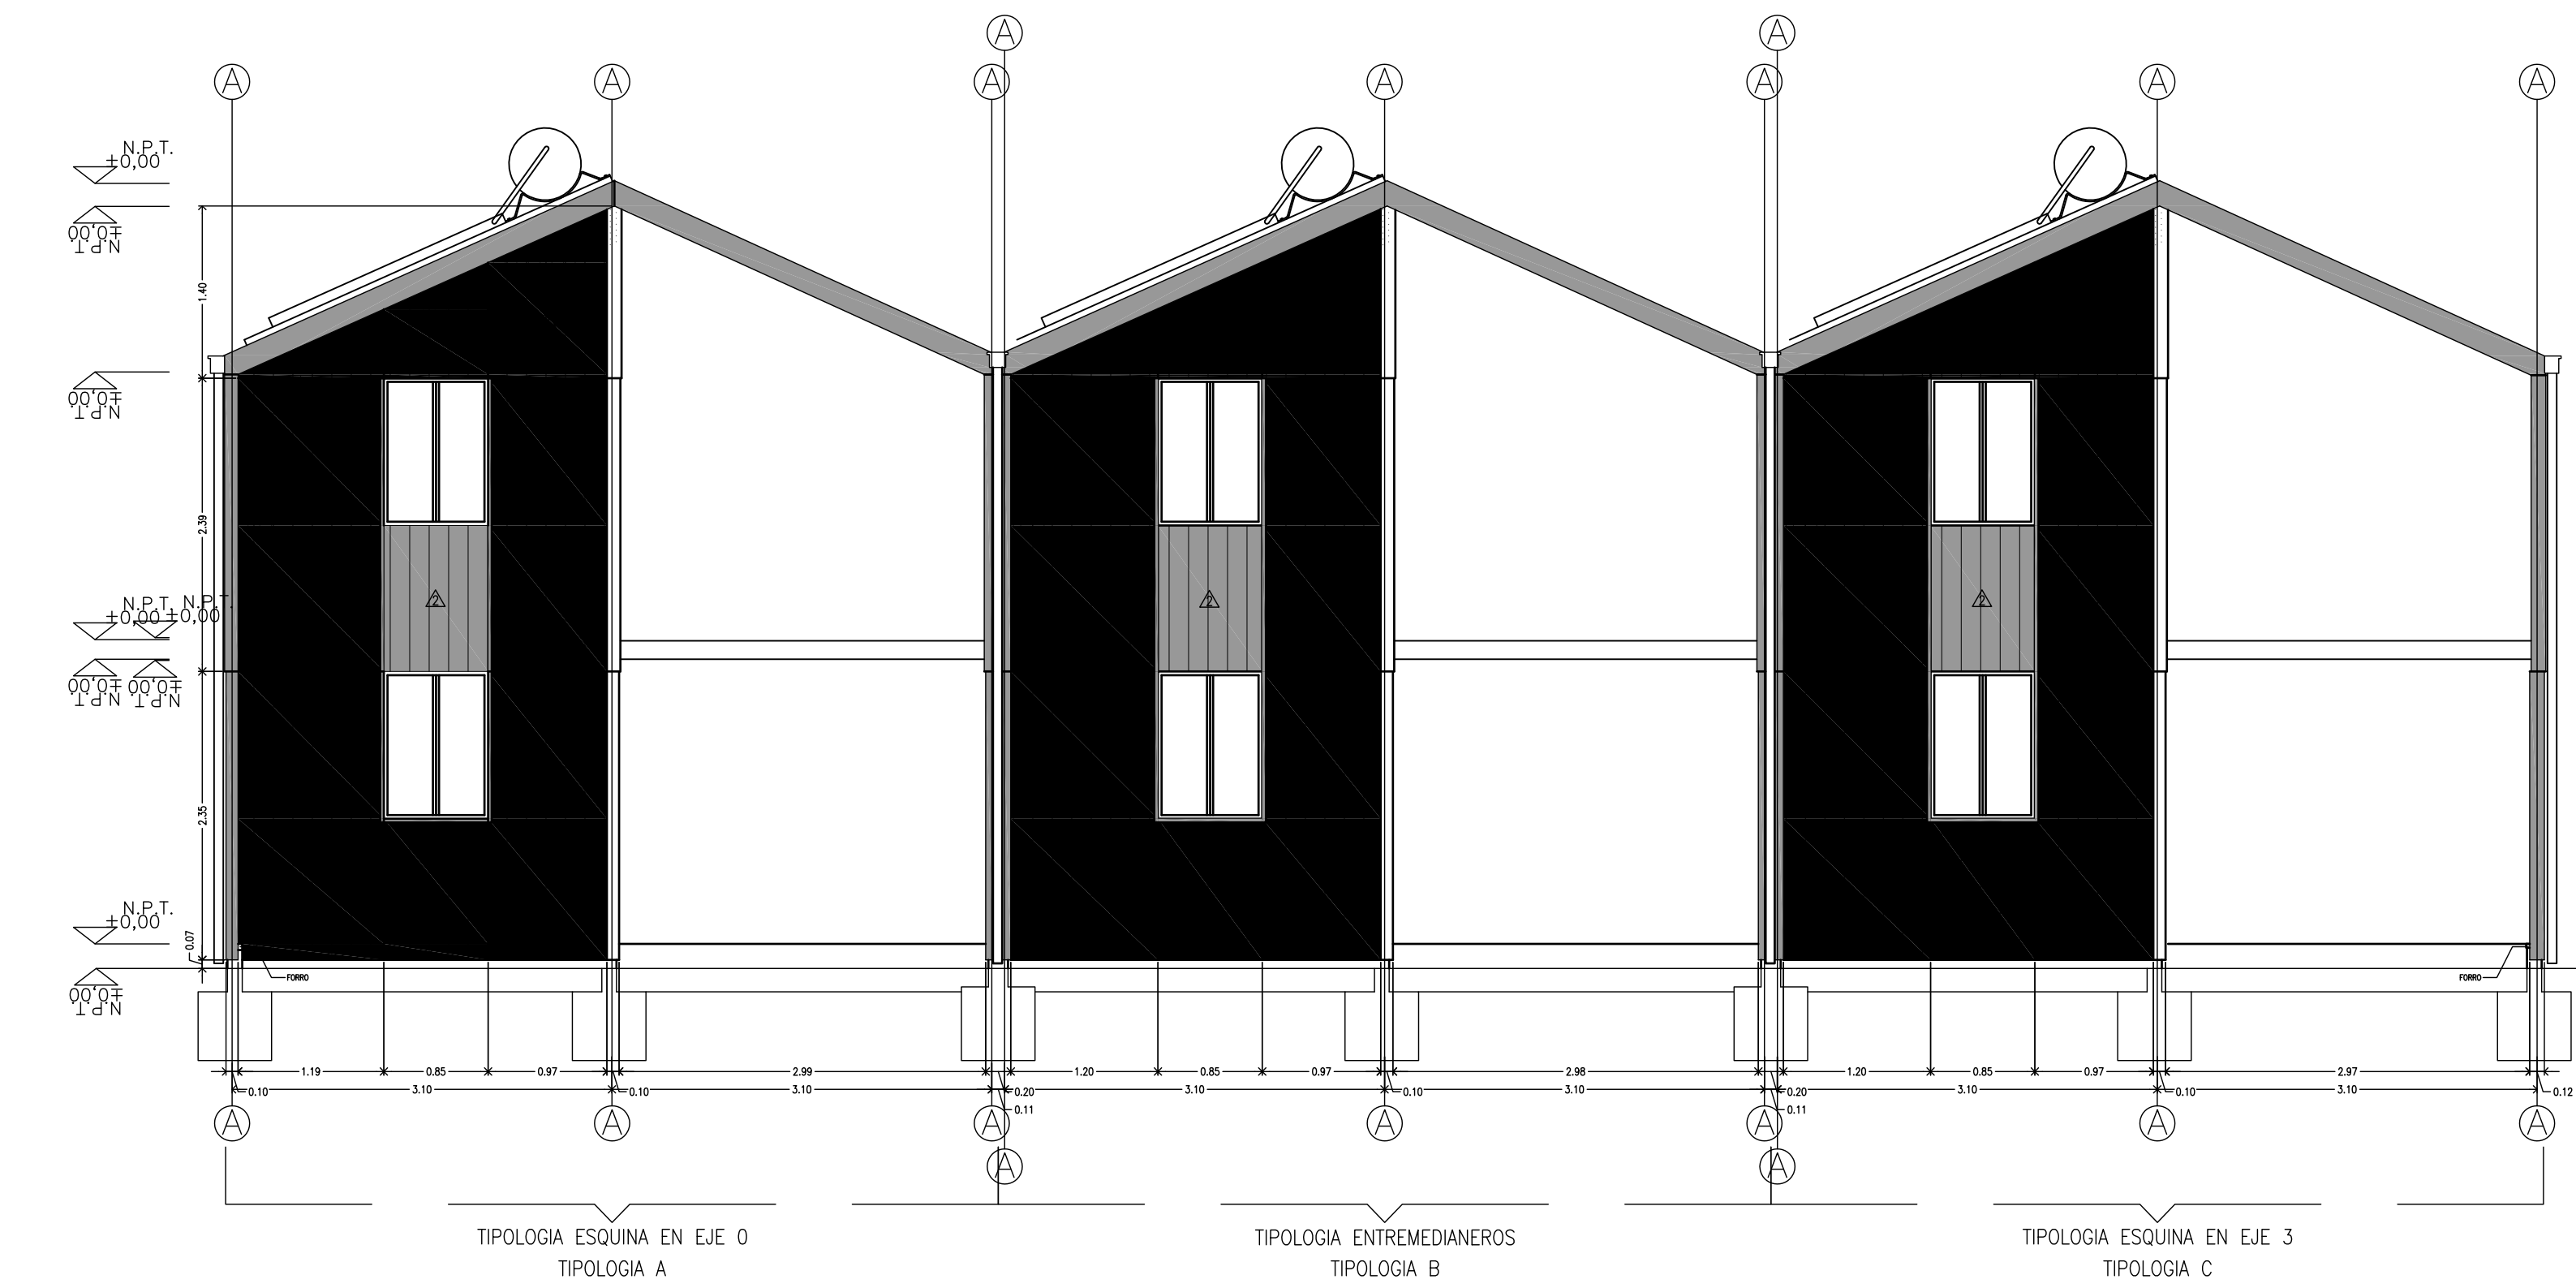 A
A
A
A
A
A
A
A
A
N.P.T.
±0,00
±0,00
N.P.T.
1.40
±0,00
N.P.T.
2.39
N.P.T. N.P.T.
±0,00 ±0,00
2
2
2
±0,00 ±0,00
N.P.T. N.P.T.
2.35
N.P.T.
±0,00
0.07
FORRO
FORRO
±0,00
N.P.T.
1.19 0.85 0.97 2.99 1.20 0.85 0.97 2.98 1.20 0.85 0.97 2.97
0.10 3.10 0.10 3.10 0.20 3.10 0.10 3.10 0.20 3.10 0.10 3.10 0.12
0.11 0.11
A A A A A A A
A A
TIPOLOGIA ESQUINA EN EJE 0
TIPOLOGIA A
TIPOLOGIA ENTREMEDIANEROS
TIPOLOGIA B
TIPOLOGIA ESQUINA EN EJE 3
TIPOLOGIA C